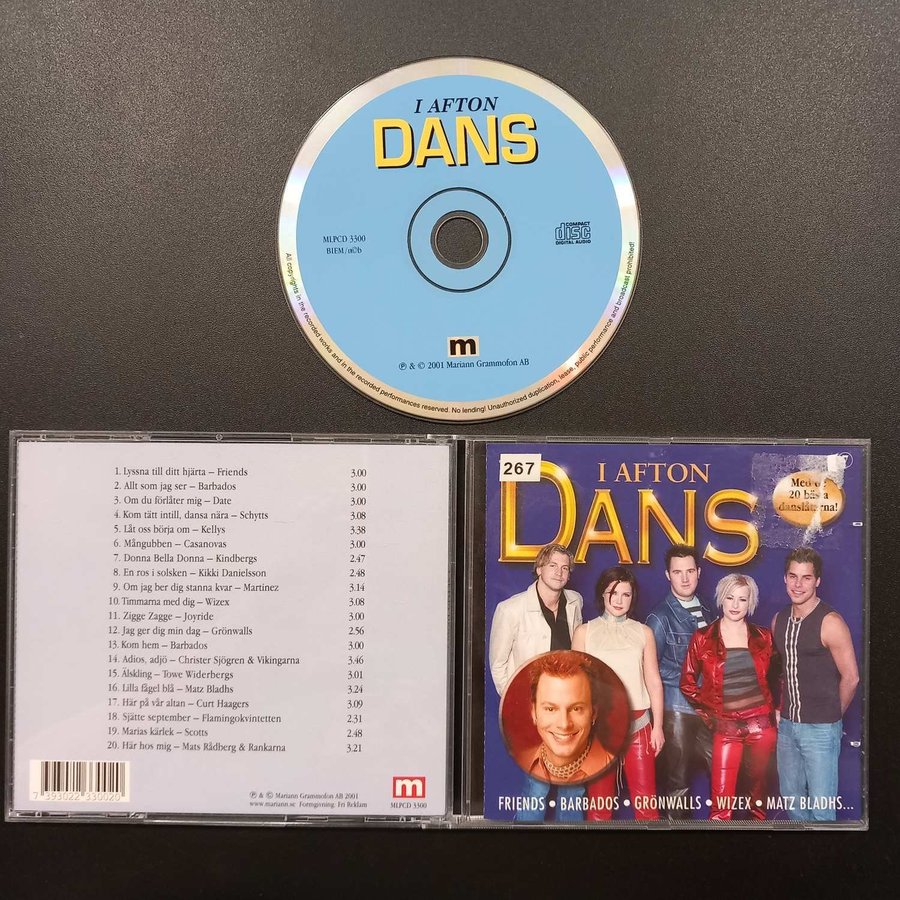 I AFTON
DANS
MLPCD 3300
BIEM/n©b
COMPACT
disc
DIGITAL AUDIO
m
℗ & © 2001 Mariann Grammofon AB
All copyrights in the recorded works and in the recorded performances reserved. No lending! Unauthorized duplication, lease, public performance and broadcast prohibited!
1. Lyssna till ditt hjärta – Friends 3.00
2. Allt som jag ser – Barbados 3.00
3. Om du förlåter mig – Date 3.00
4. Kom tätt intill, dansa nära – Schytts 3.08
5. Låt oss börja om – Kellys 3.38
6. Mångubben – Casanovas 3.00
7. Donna Bella Donna – Kindbergs 2.47
8. En ros i solsken – Kikki Danielsson 2.48
9. Om jag ber dig stanna kvar – Martinez 3.14
10. Timmarna med dig – Wizex 3.08
11. Zigge Zagge – Joyride 3.00
12. Jag ger dig min dag – Grönwalls 2.56
13. Kom hem – Barbados 3.00
14. Adios, adjö – Christer Sjögren & Vikingarna 3.46
15. Älskling – Towe Widerbergs 3.01
16. Lilla fågel blå – Matz Bladhs 3.24
17. Här på vår altan – Curt Haagers 3.09
18. Sjätte september – Flamingokvintetten 2.31
19. Marias kärlek – Scotts 2.48
20. Här hos mig – Mats Rådberg & Rankarna 3.21
7 393022 330020
℗ & © Mariann Grammofon AB 2001
www.mariann.se Formgivning: Fri Reklam
m
MLPCD 3300
267
I AFTON
DANS
Med
20 bästa
danslåtarna!
FRIENDS • BARBADOS • GRÖNWALLS • WIZEX • MATZ BLADHS...